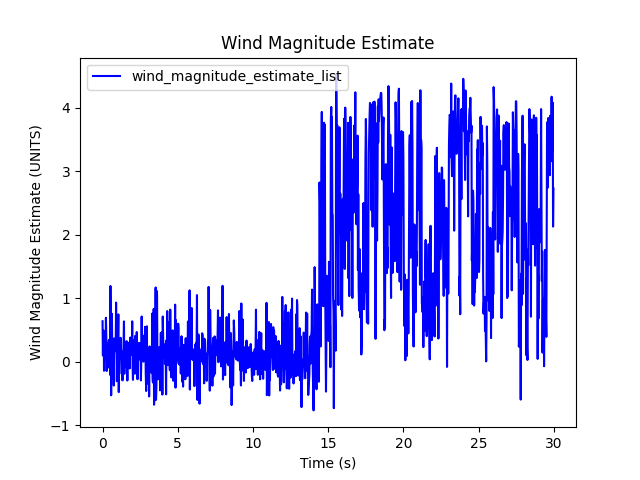 Wind Magnitude Estimate
wind_magnitude_estimate_list
Wind Magnitude Estimate (UNITS)
4
3
2
1
0
−1
0 5 10 15 20 25 30
Time (s)